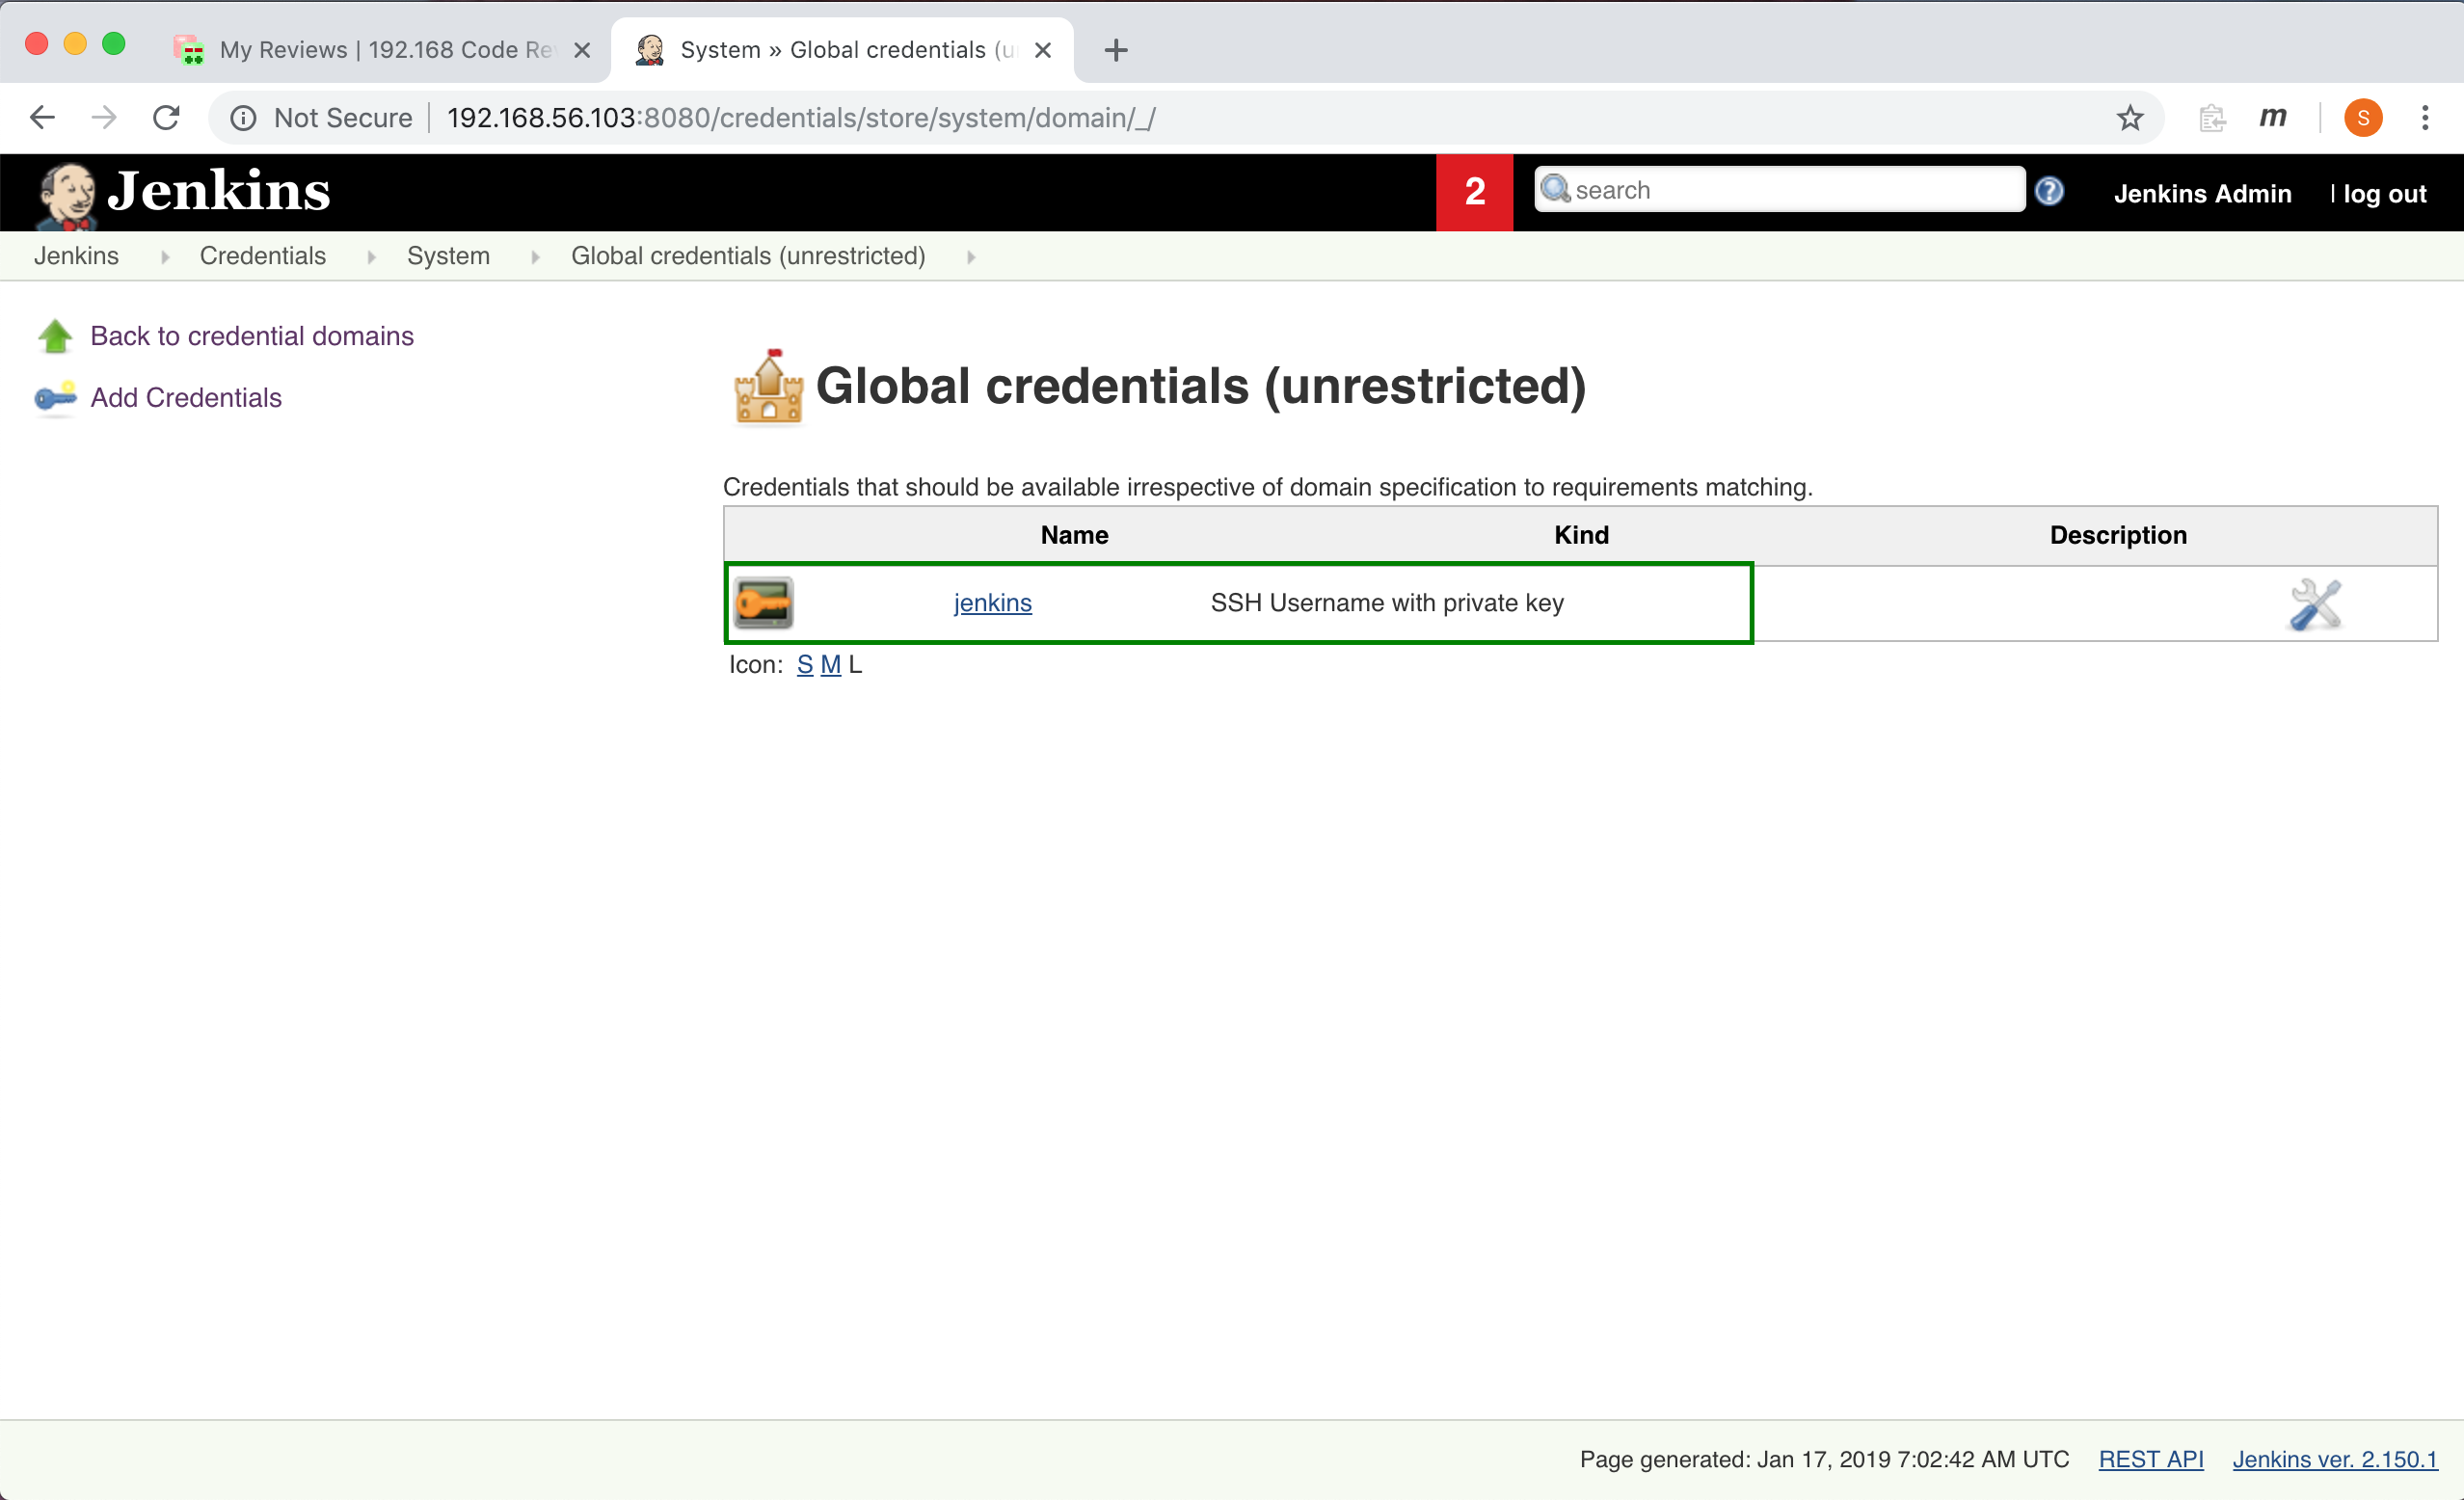 My Reviews | 192.168 Code Re
System » Global credentials (u
Not Secure | 192.168.56.103:8080/credentials/store/system/domain/_/
m
S
Jenkins
2
search
?
Jenkins Admin
| log out
Jenkins
Credentials
System
Global credentials (unrestricted)
Back to credential domains
Add Credentials
Global credentials (unrestricted)
Credentials that should be available irrespective of domain specification to requirements matching.
Name Kind Description
jenkins SSH Username with private key
Icon: S M L
Page generated: Jan 17, 2019 7:02:42 AM UTC REST API Jenkins ver. 2.150.1